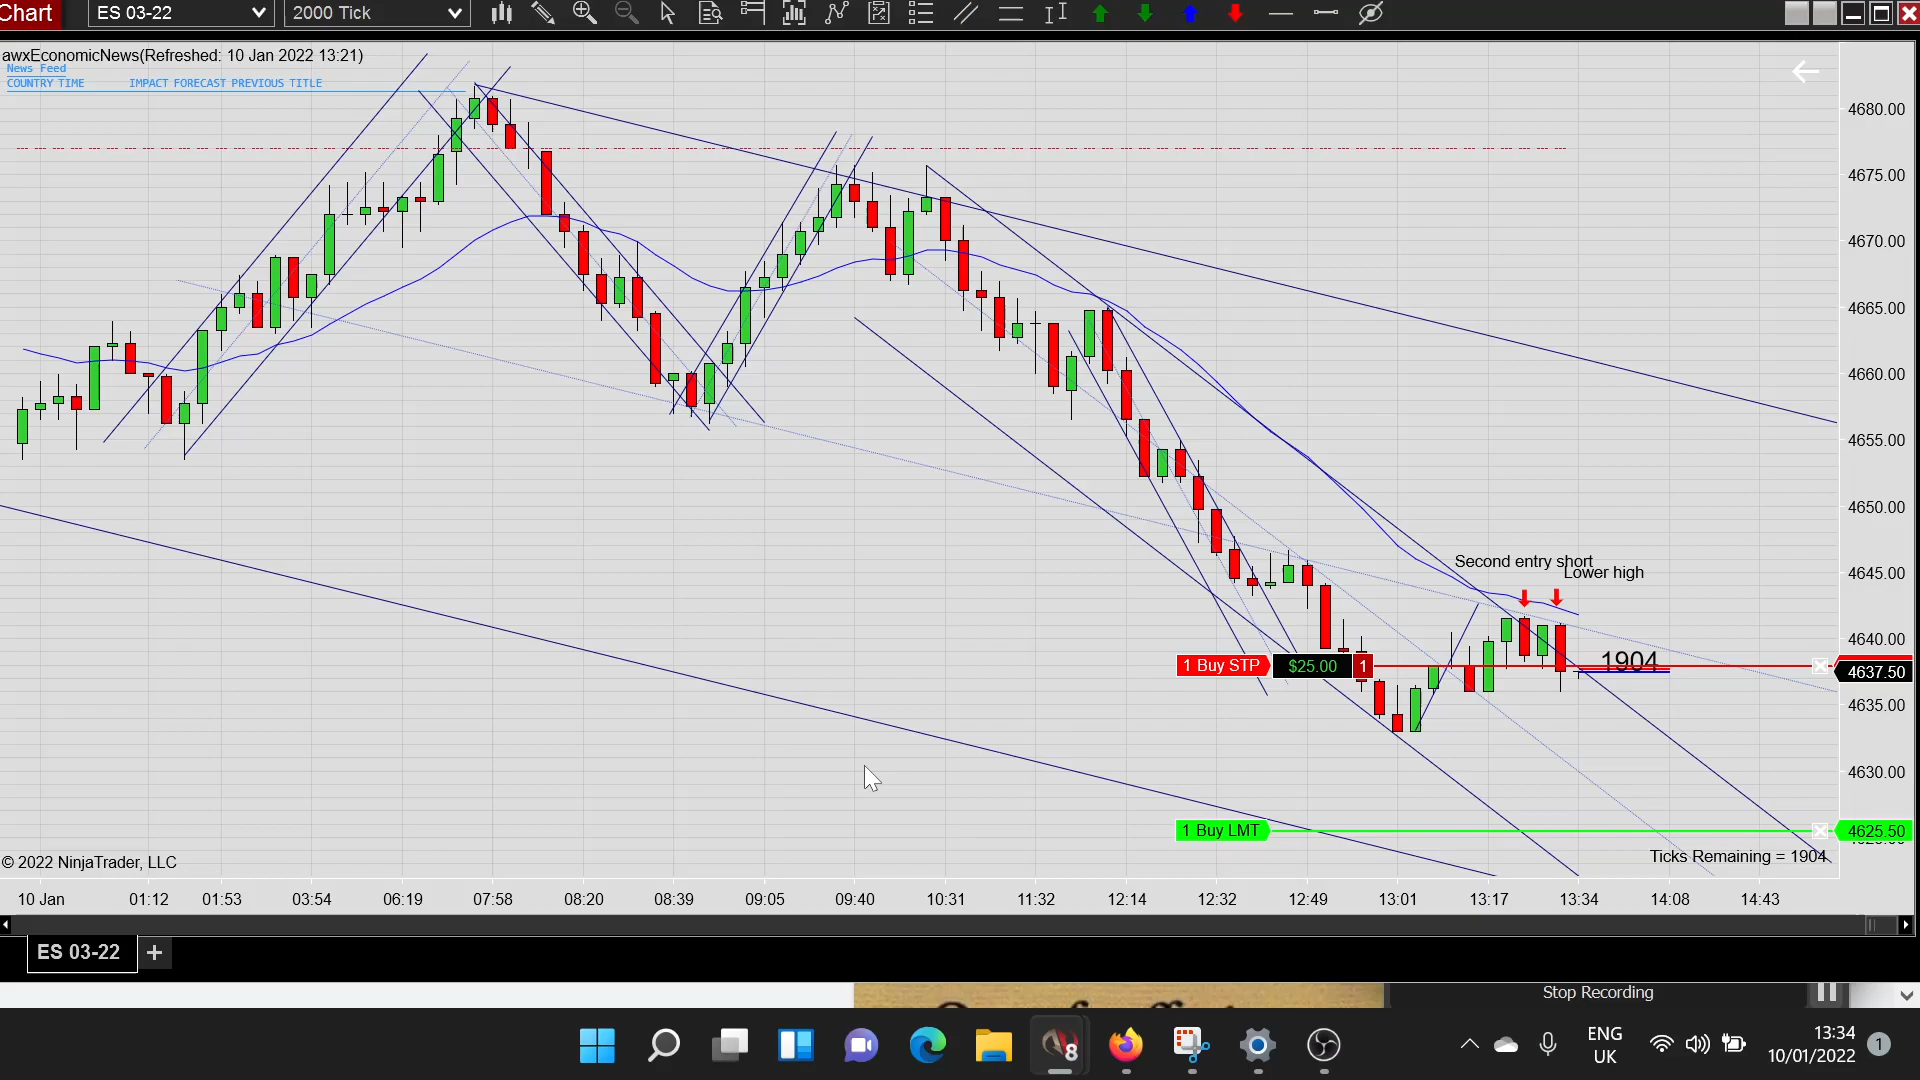 Chart ES 03-22 2000 Tick
awxEconomicNews(Refreshed: 10 Jan 2022 13:21)
News Feed
COUNTRY TIME IMPACT FORECAST PREVIOUS TITLE
4680.00
4675.00
4670.00
4665.00
4660.00
4655.00
4650.00
Second entry short
Lower high
4645.00
4640.00
1 Buy STP $25.00 1
1904
4637.50
4635.00
4630.00
1 Buy LMT
4625.50
Ticks Remaining = 1904
© 2022 NinjaTrader, LLC
10 Jan 01:12 01:53 03:54 06:19 07:58 08:20 08:39 09:05 09:40 10:31 11:32 12:14 12:32 12:49 13:01 13:17 13:34 14:08 14:43
ES 03-22 +
Stop Recording
8
ENG
UK
13:34
10/01/2022
1